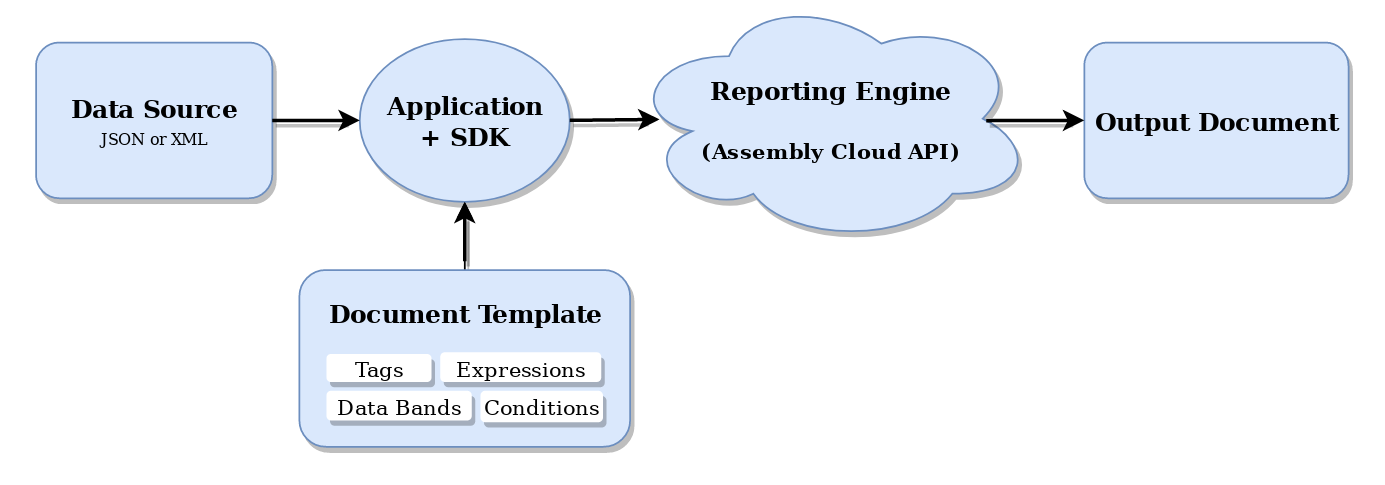 Data Source
JSON or XML
Application
+ SDK
Reporting Engine
(Assembly Cloud API)
Output Document
Document Template
Tags
Expressions
Data Bands
Conditions